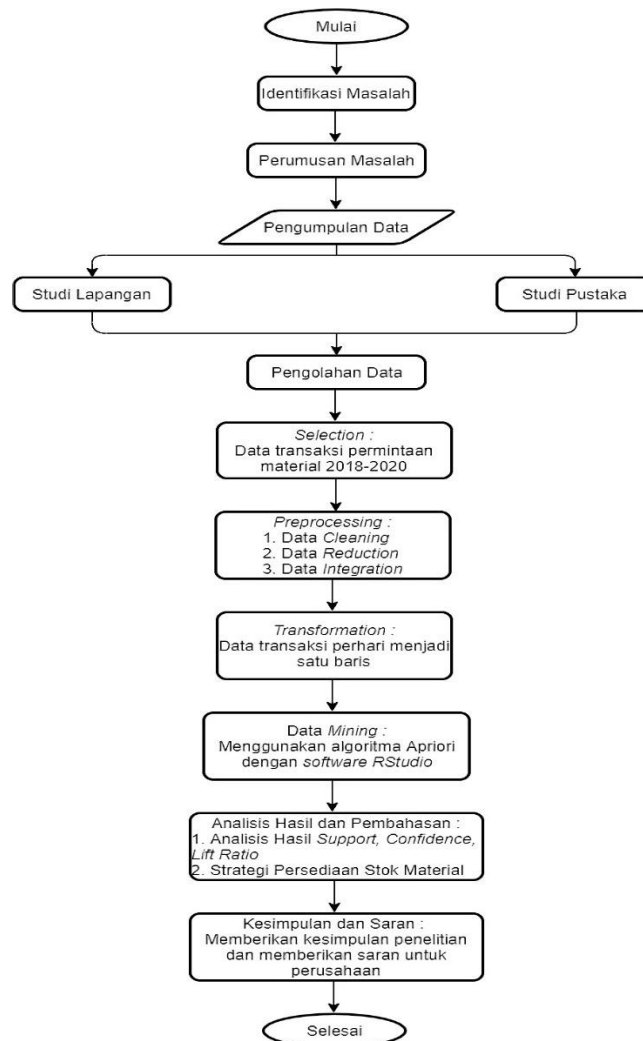 Mulai
Identifikasi Masalah
Perumusan Masalah
Pengumpulan Data
Studi Lapangan
Studi Pustaka
Pengolahan Data
Selection :
Data transaksi permintaan
material 2018-2020
Preprocessing :
1. Data Cleaning
2. Data Reduction
3. Data Integration
Transformation :
Data transaksi perhari menjadi
satu baris
Data Mining :
Menggunakan algoritma Apriori
dengan software RStudio
Analisis Hasil dan Pembahasan :
1. Analisis Hasil Support, Confidence,
Lift Ratio
2. Strategi Persediaan Stok Material
Kesimpulan dan Saran :
Memberikan kesimpulan penelitian
dan memberikan saran untuk
perusahaan
Selesai